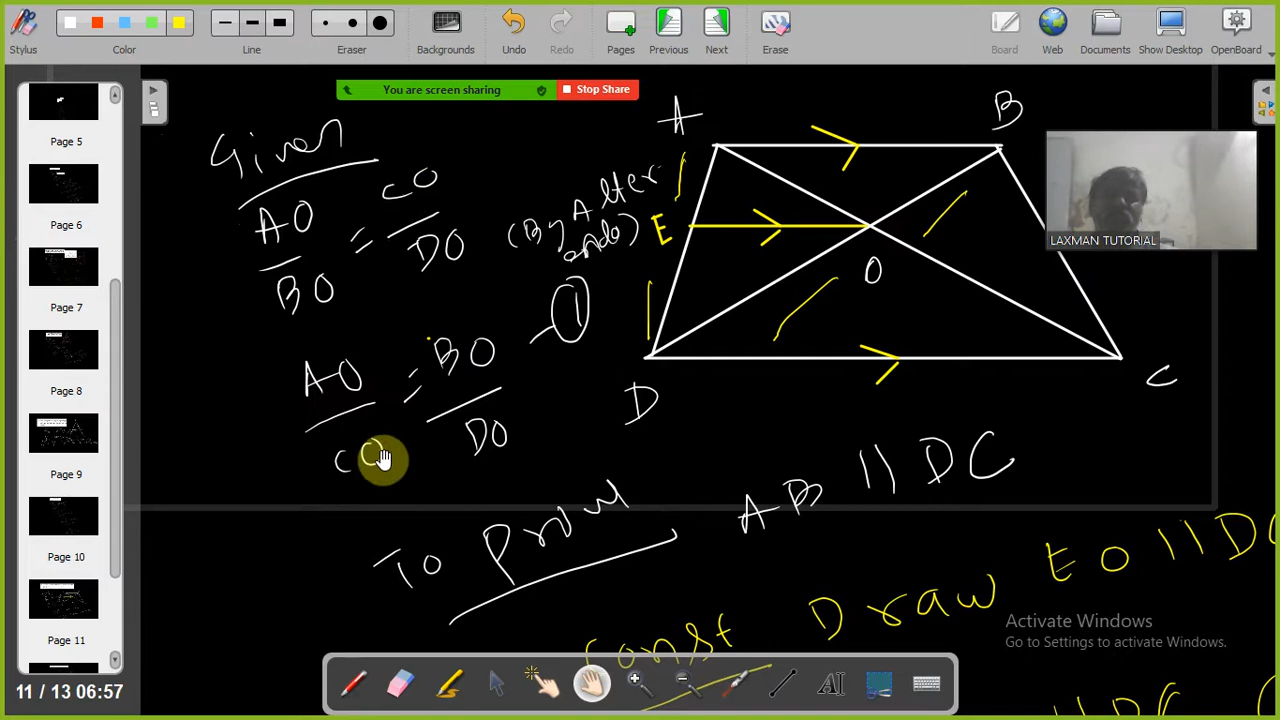 Stylus
Color
Line
Eraser
Backgrounds
Undo
Redo
Pages
Previous
Next
Erase
Board
Web
Documents
Show Desktop
OpenBoard
You are screen sharing
Stop Share
Page 5
Page 6
Page 7
Page 8
Page 9
Page 10
Page 11
Given
AO/BO = CO/DO (By Alter endo)
AO/CO = BO/DO - ①
A
B
E
O
D
C
LAXMAN TUTORIAL
To Prove AB || DC
Const Draw EO || DC
|| DC (
Activate Windows
Go to Settings to activate Windows.
11 / 13 06:57
AI